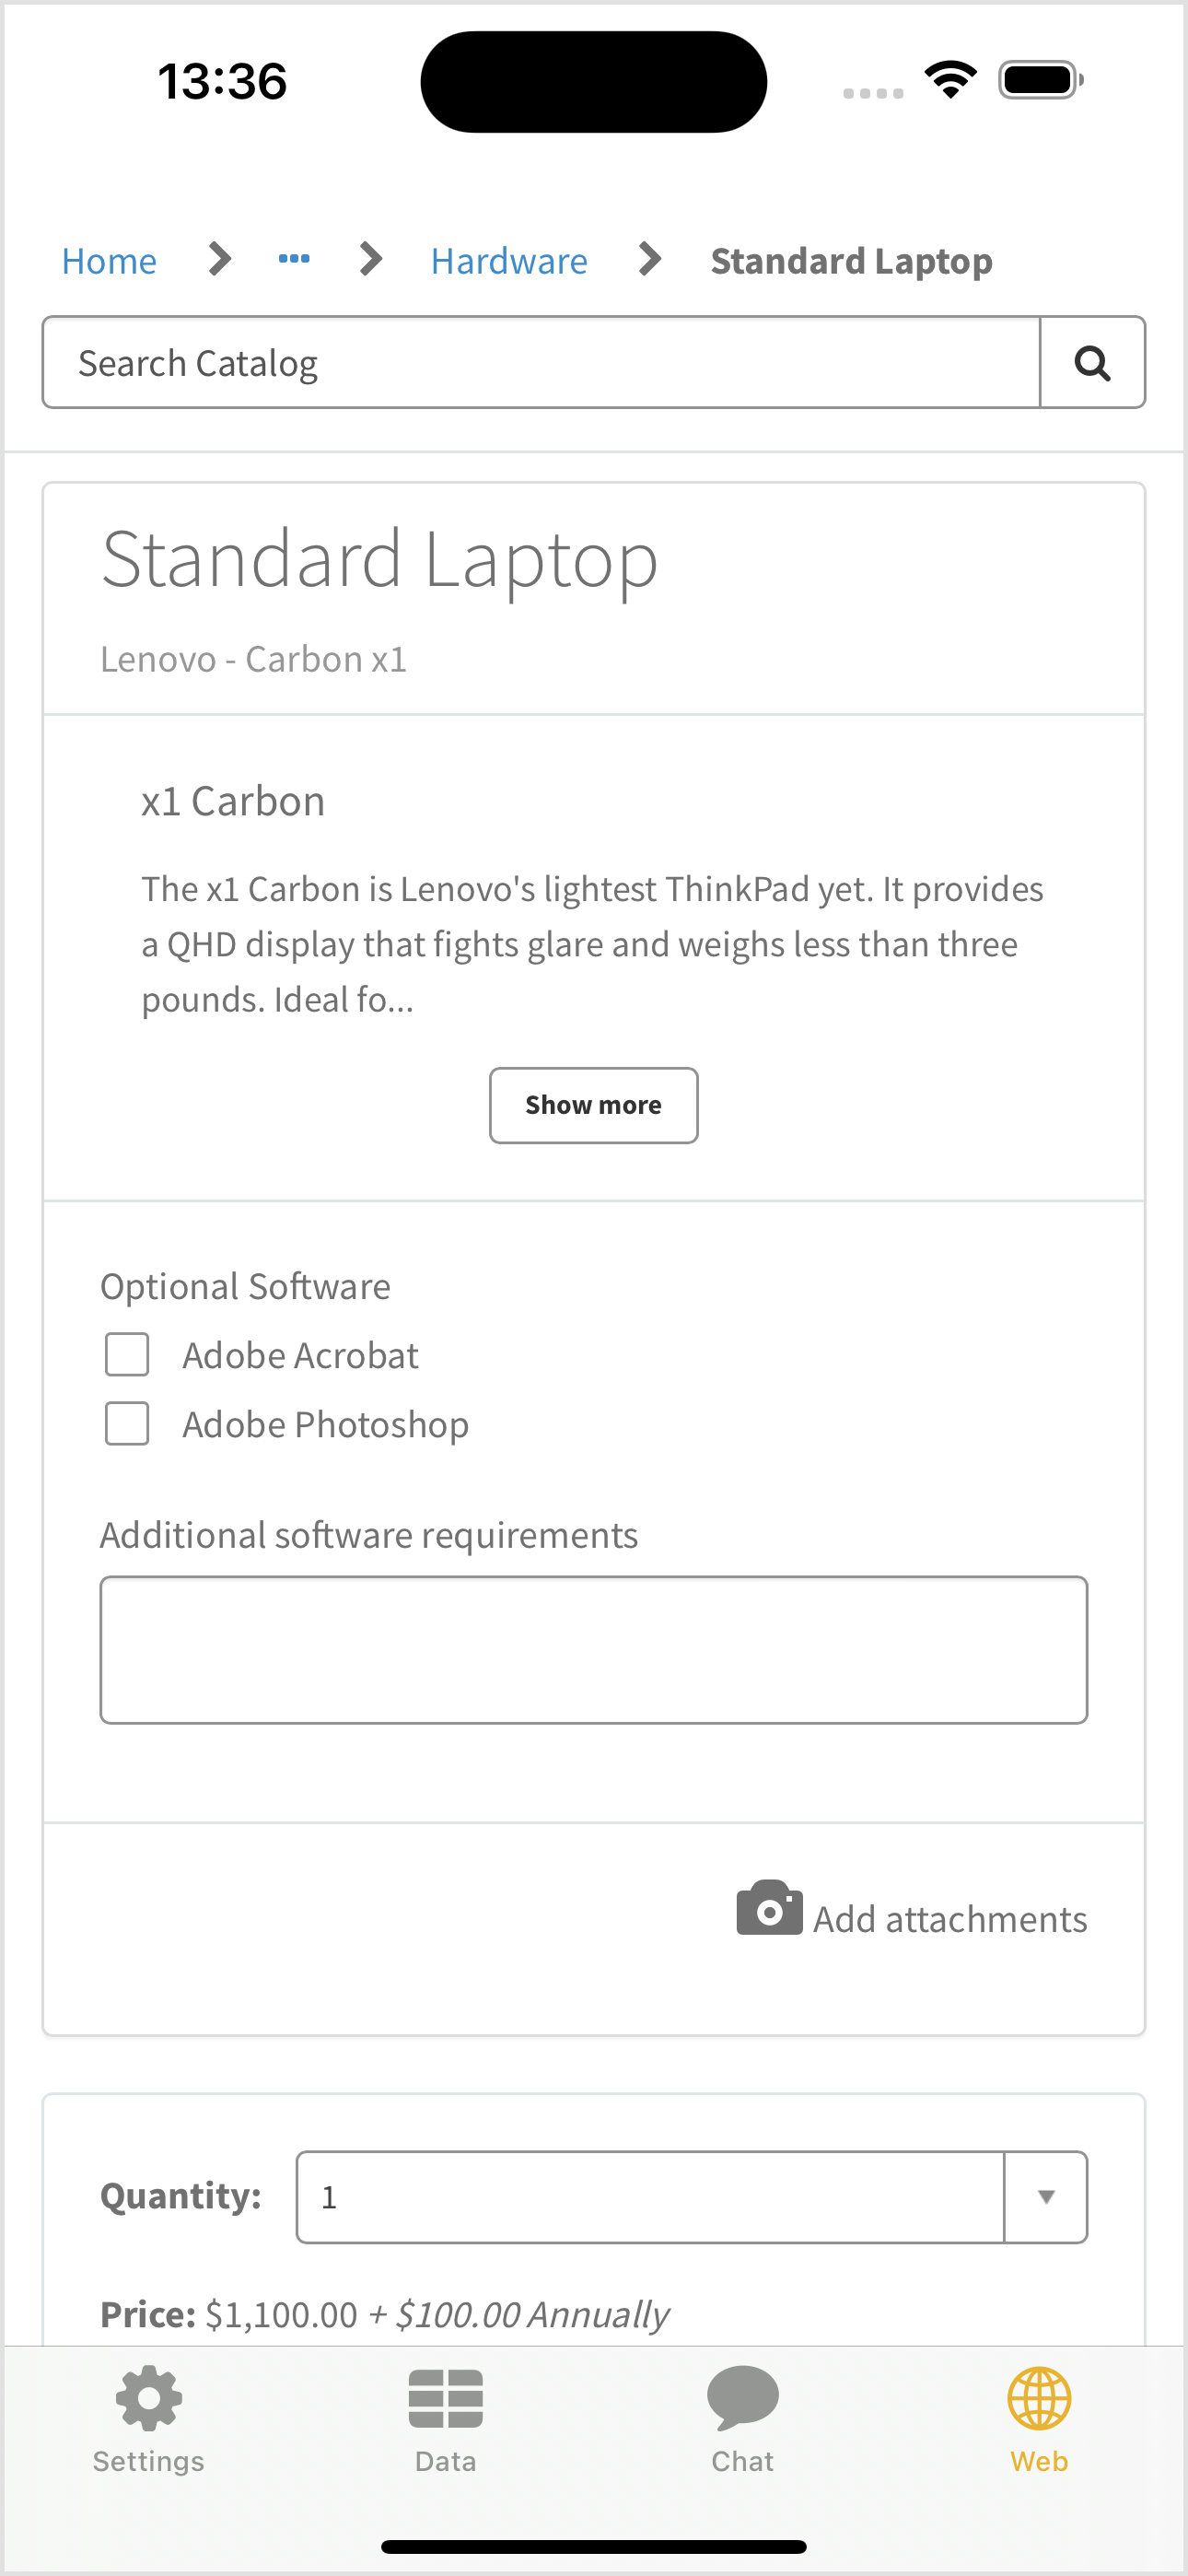 13:36
Home ... Hardware Standard Laptop
Search Catalog
Standard Laptop
Lenovo - Carbon x1
x1 Carbon
The x1 Carbon is Lenovo's lightest ThinkPad yet. It provides
a QHD display that fights glare and weighs less than three
pounds. Ideal fo...
Show more
Optional Software
Adobe Acrobat
Adobe Photoshop
Additional software requirements
Add attachments
Quantity: 1
Price: $1,100.00 + $100.00 Annually
Settings Data Chat Web